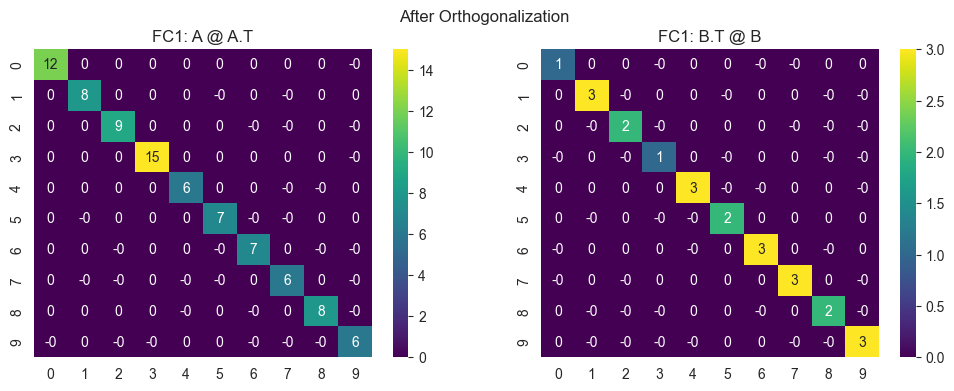 After Orthogonalization
FC1: A @ A.T
0 12 0 0 0 0 0 0 0 0 -0
1 0 8 0 0 0 -0 0 -0 0 -0
2 0 0 9 0 0 0 -0 -0 0 -0
3 0 0 0 15 0 0 -0 0 0 -0
4 0 0 0 0 6 0 0 0 0 -0
5 0 -0 0 0 0 7 -0 -0 0 0
6 0 0 -0 -0 0 -0 7 0 -0 0
7 0 -0 -0 0 0 -0 0 6 -0 -0
8 0 0 0 0 0 0 -0 -0 8 -0
9 -0 0 -0 -0 -0 0 0 -0 -0 6
0 1 2 3 4 5 6 7 8 9
14
12
10
8
6
4
2
0
FC1: B.T @ B
0 1 0 0 -0 0 0 -0 -0 0 0
1 0 3 -0 0 0 -0 0 -0 0 -0
2 0 -0 2 -0 0 0 0 0 -0 -0
3 -0 0 -0 1 0 0 -0 0 0 -0
4 0 0 0 0 3 -0 -0 0 0 -0
5 0 -0 0 0 -0 2 -0 0 0 -0
6 -0 0 0 -0 -0 -0 3 0 -0 -0
7 -0 -0 0 0 0 0 0 3 -0 -0
8 0 0 -0 0 0 0 -0 -0 2 -0
9 0 -0 -0 -0 -0 -0 -0 -0 -0 3
0 1 2 3 4 5 6 7 8 9
3.0
2.5
2.0
1.5
1.0
0.5
0.0